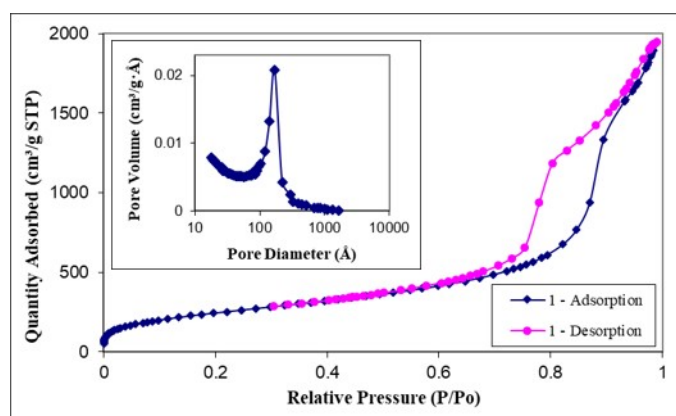 2000
1500
1000
500
0
Quantity Adsorbed (cm³/g STP)
0.02
0.01
0
Pore Volume (cm³/g·Å)
10 100 1000 10000
Pore Diameter (Å)
1 - Adsorption
1 - Desorption
0 0.2 0.4 0.6 0.8 1
Relative Pressure (P/Po)